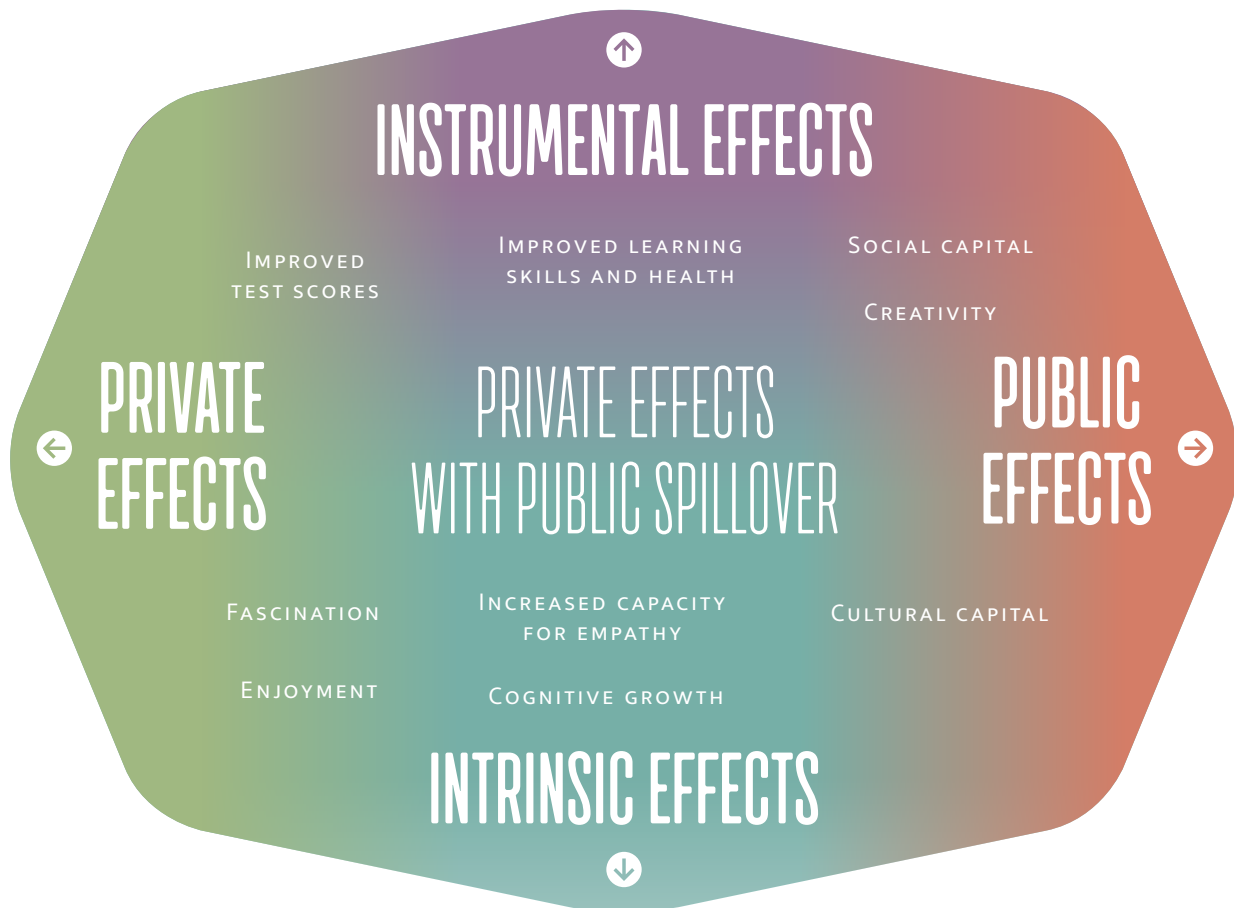 INSTRUMENTAL EFFECTS
IMPROVED
TEST SCORES
IMPROVED LEARNING
SKILLS AND HEALTH
SOCIAL CAPITAL
CREATIVITY
PRIVATE
EFFECTS
PRIVATE EFFECTS
WITH PUBLIC SPILLOVER
PUBLIC
EFFECTS
FASCINATION
ENJOYMENT
INCREASED CAPACITY
FOR EMPATHY
COGNITIVE GROWTH
CULTURAL CAPITAL
INTRINSIC EFFECTS